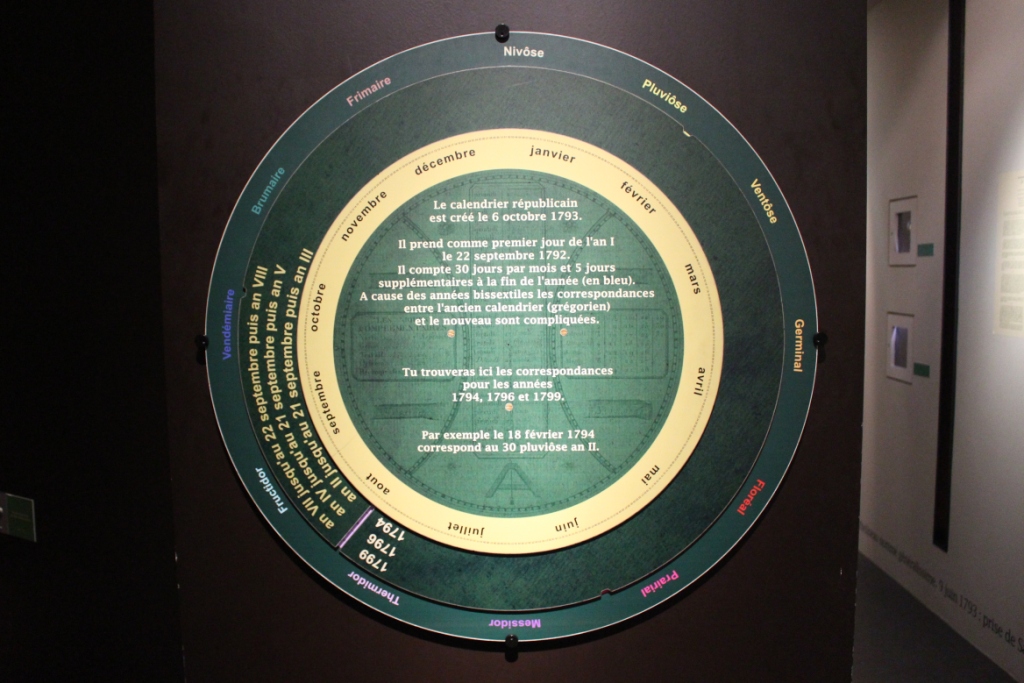 Nivôse
Pluviôse
Ventôse
Germinal
Floréal
Prairial
Messidor
Thermidor
Fructidor
Vendémiaire
Brumaire
Frimaire
janvier
février
mars
avril
mai
juin
juillet
aout
septembre
octobre
novembre
décembre
Le calendrier républicain
est créé le 6 octobre 1793.
Il prend comme premier jour de l'an I
le 22 septembre 1792.
Il compte 30 jours par mois et 5 jours
supplémentaires à la fin de l'année (en bleu).
A cause des années bissextiles les correspondances
entre l'ancien calendrier (grégorien)
et le nouveau sont compliquées.
Tu trouveras ici les correspondances
pour les années
1794, 1796 et 1799.
Par exemple le 18 février 1794
correspond au 30 pluviôse an II.
an VII jusqu'au 22 septembre puis an VIII
an IV jusqu'au 21 septembre puis an V
an II jusqu'au 21 septembre puis an III
1794
1796
1799
9 juin 1793 : prise de